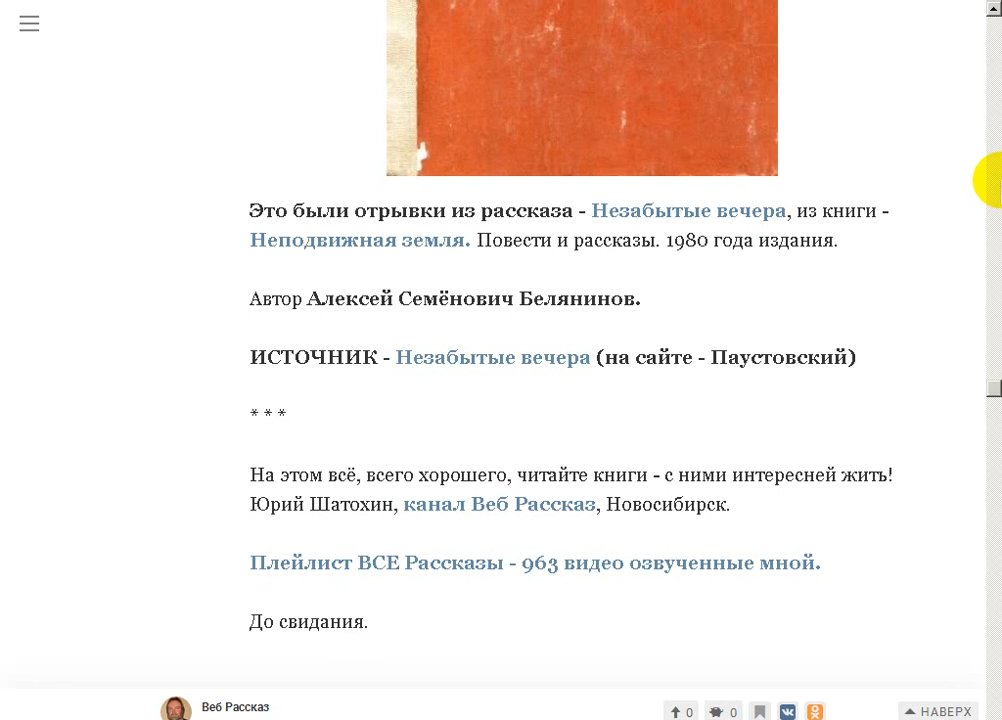 Это были отрывки из рассказа - Незабытые вечера, из книги -
Неподвижная земля. Повести и рассказы. 1980 года издания.
Автор Алексей Семёнович Белянинов.
ИСТОЧНИК - Незабытые вечера (на сайте - Паустовский)
* * *
На этом всё, всего хорошего, читайте книги - с ними интересней жить!
Юрий Шатохин, канал Веб Рассказ, Новосибирск.
Плейлист ВСЕ Рассказы - 963 видео озвученные мной.
До свидания.
Веб Рассказ
0
0
НАВЕРХ